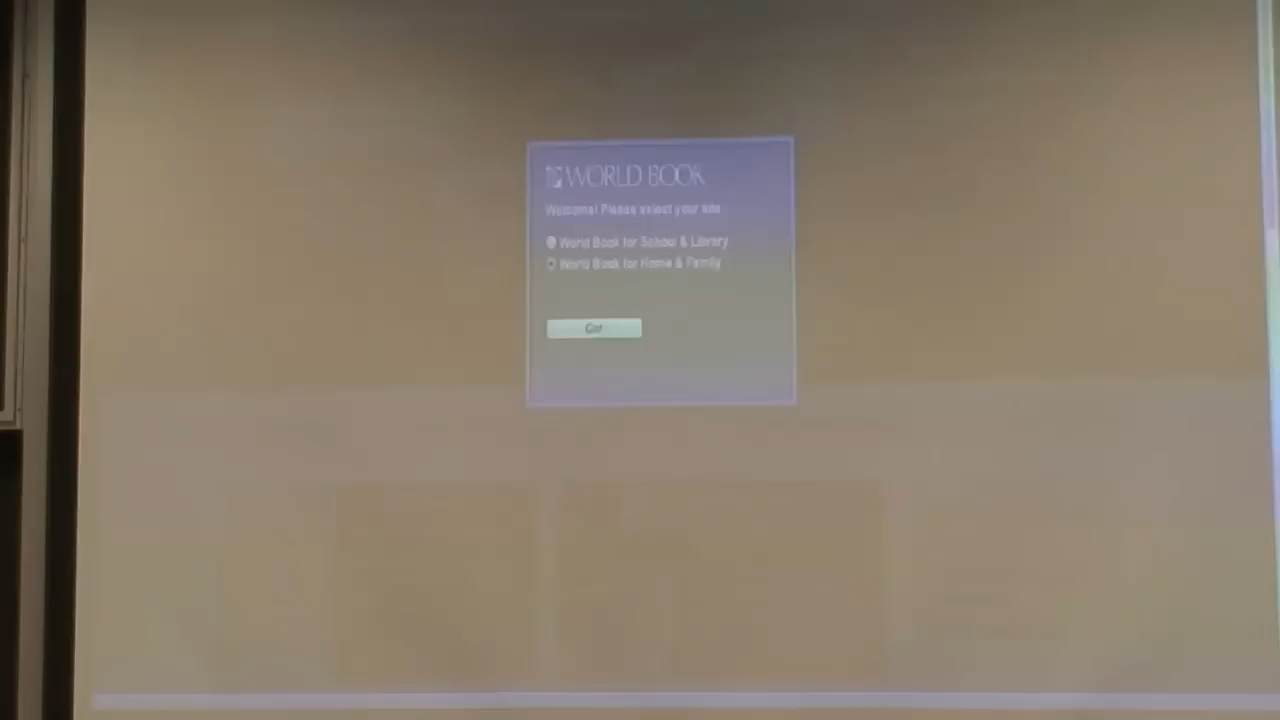 WORLD BOOK
Welcome! Please select your site
World Book for School & Library
World Book for Home & Family
Go!